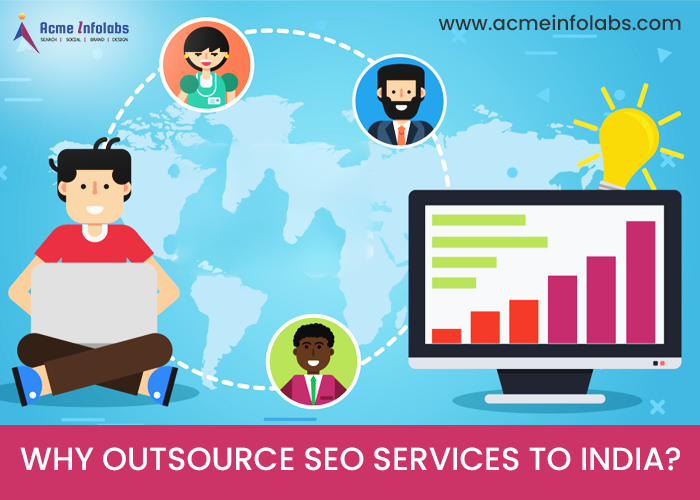 Acme Infolabs
SEARCH | SOCIAL | BRAND | DESIGN
www.acmeinfolabs.com
WHY OUTSOURCE SEO SERVICES TO INDIA?